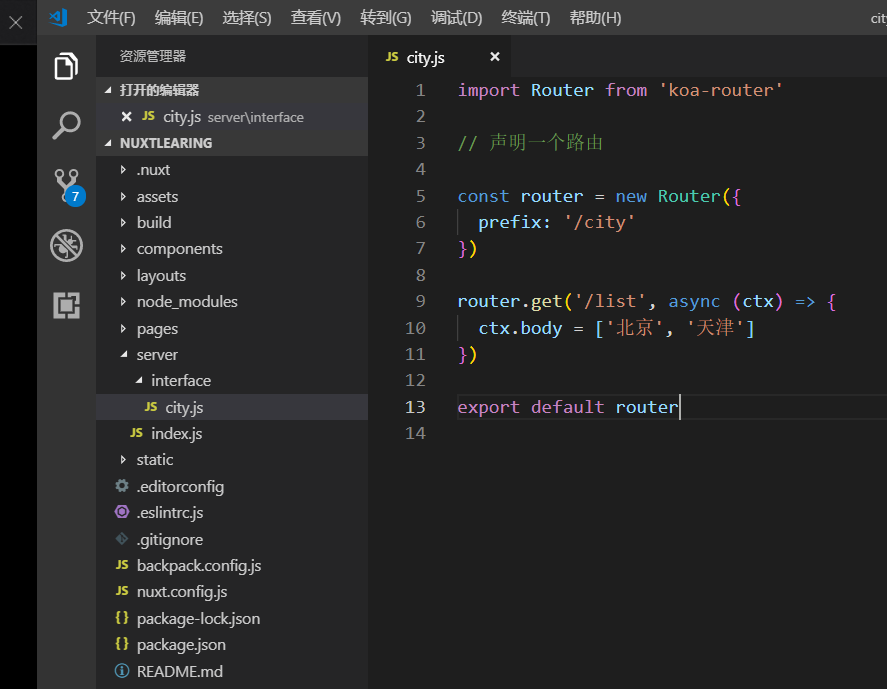 文件(F) 编辑(E) 选择(S) 查看(V) 转到(G) 调试(D) 终端(T) 帮助(H)
资源管理器
打开的编辑器
JS city.js server\interface
NUXTLEARING
.nuxt
assets
build
components
layouts
node_modules
pages
server
interface
JS city.js
JS index.js
static
.editorconfig
.eslintrc.js
.gitignore
JS backpack.config.js
JS nuxt.config.js
{} package-lock.json
{} package.json
README.md
7
JS city.js
1 import Router from 'koa-router'
2
3 // 声明一个路由
4
5 const router = new Router({
6 prefix: '/city'
7 })
8
9 router.get('/list', async (ctx) => {
10 ctx.body = ['北京', '天津']
11 })
12
13 export default router
14